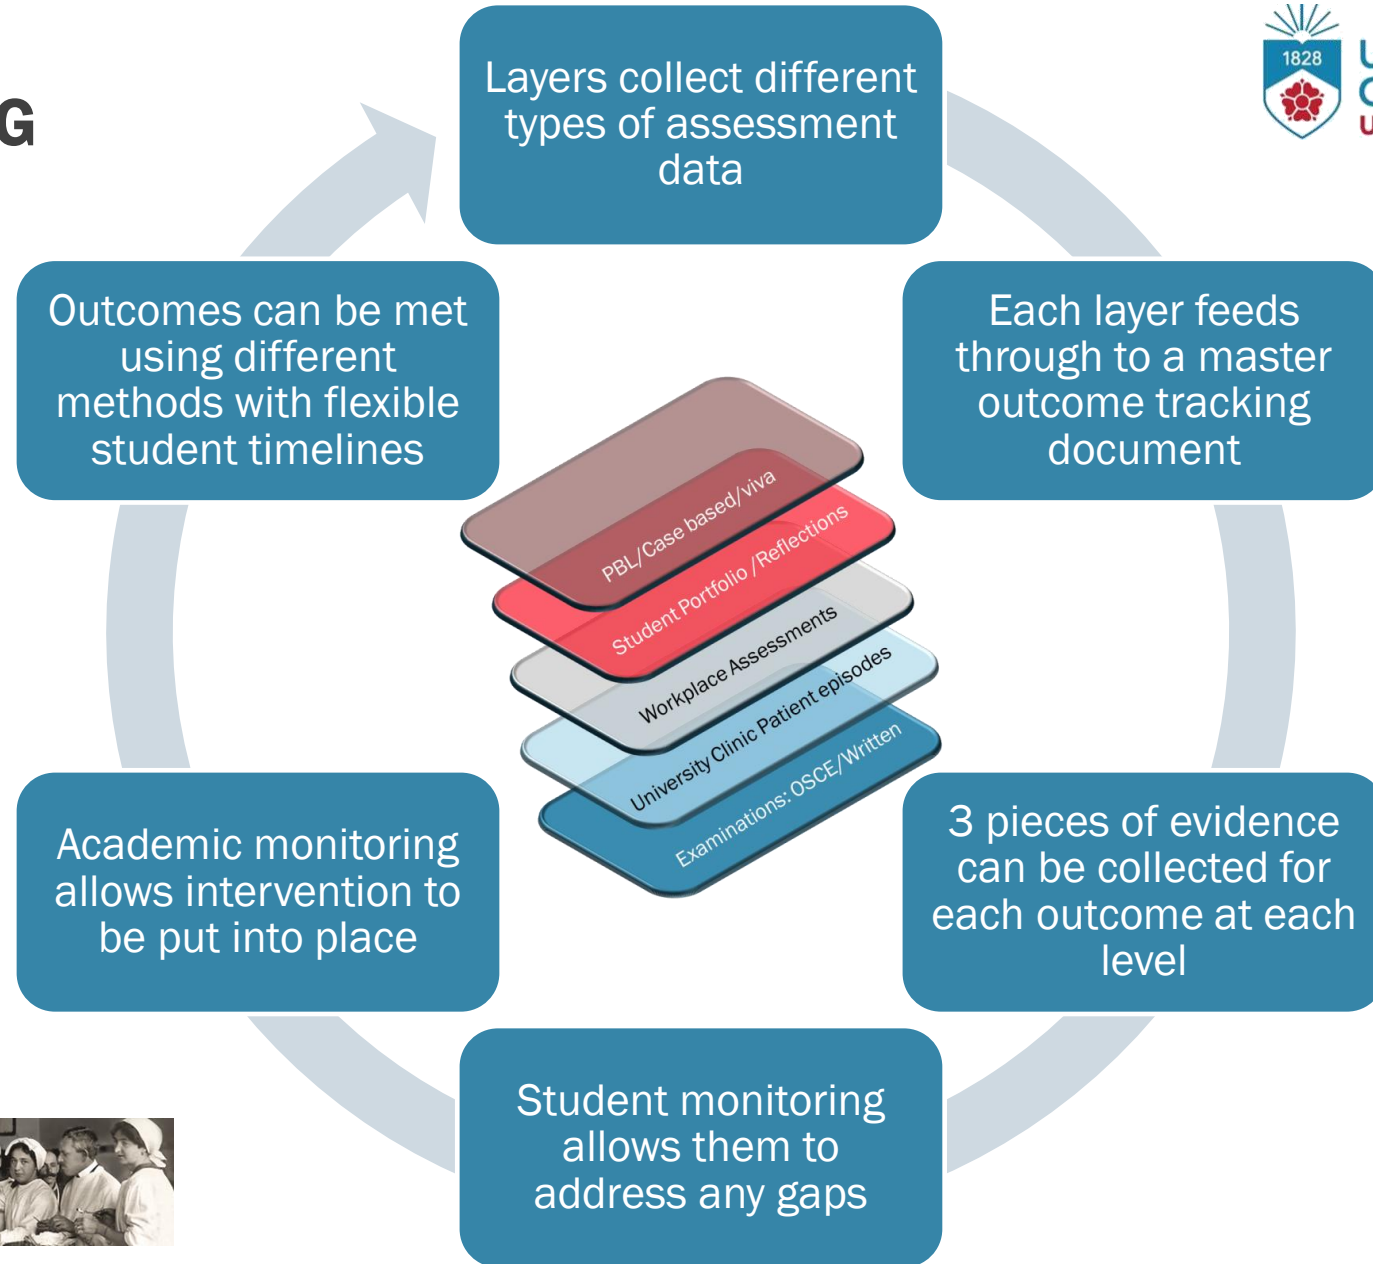 G
1828
U
C
U
Layers collect different
types of assessment
data
Each layer feeds
through to a master
outcome tracking
document
3 pieces of evidence
can be collected for
each outcome at each
level
Student monitoring
allows them to
address any gaps
Academic monitoring
allows intervention to
be put into place
Outcomes can be met
using different
methods with flexible
student timelines
PBL/Case based/viva
Student Portfolio /Reflections
Workplace Assessments
University Clinic Patient episodes
Examinations: OSCE/Written